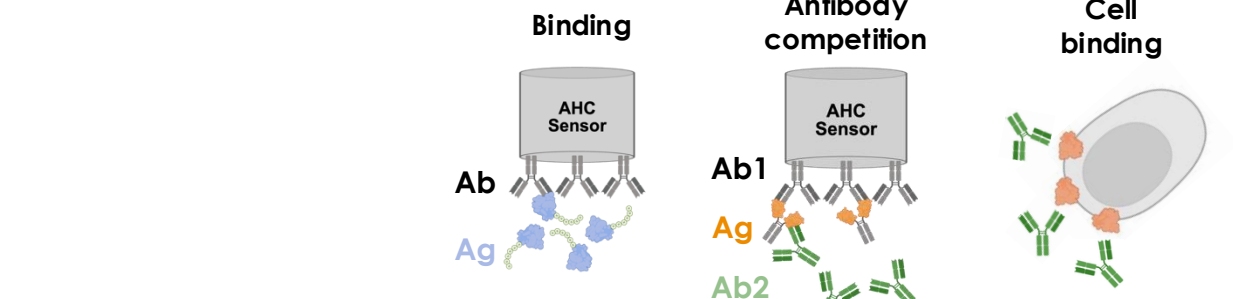 Binding
AHC
Sensor
Ab
Ag
Antibody
competition
AHC
Sensor
Ab1
Ag
Ab2
Cell
binding